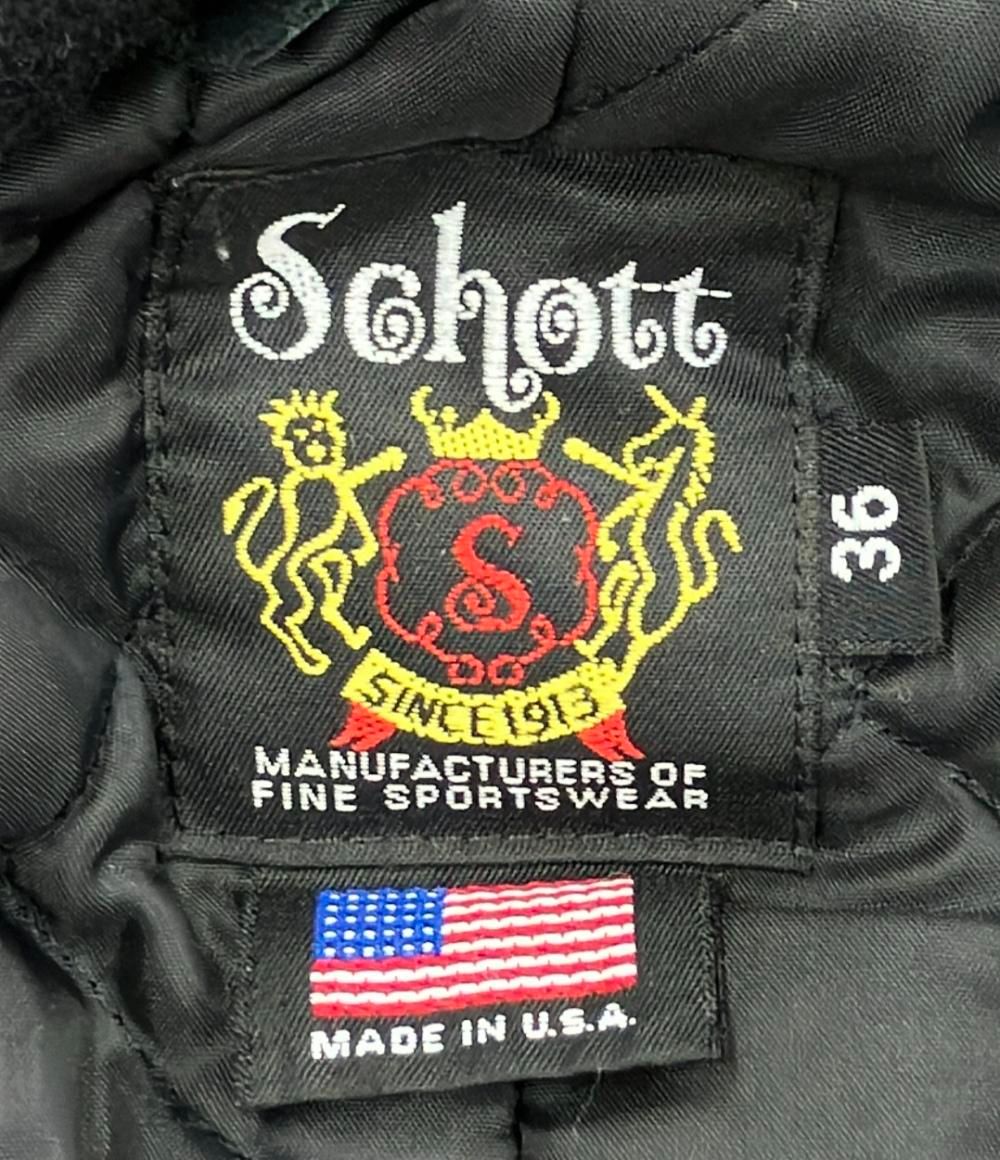 Schott
S
SINCE 1913
MANUFACTURERS OF
FINE SPORTSWEAR
36
MADE IN U.S.A.